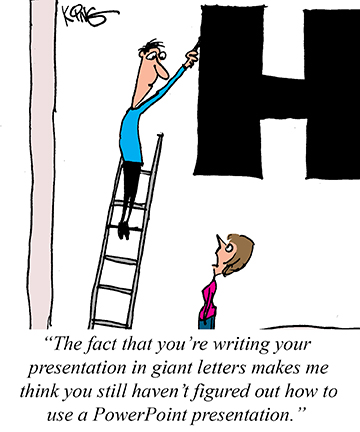 H
“The fact that you’re writing your
presentation in giant letters makes me
think you still haven’t figured out how to
use a PowerPoint presentation.”